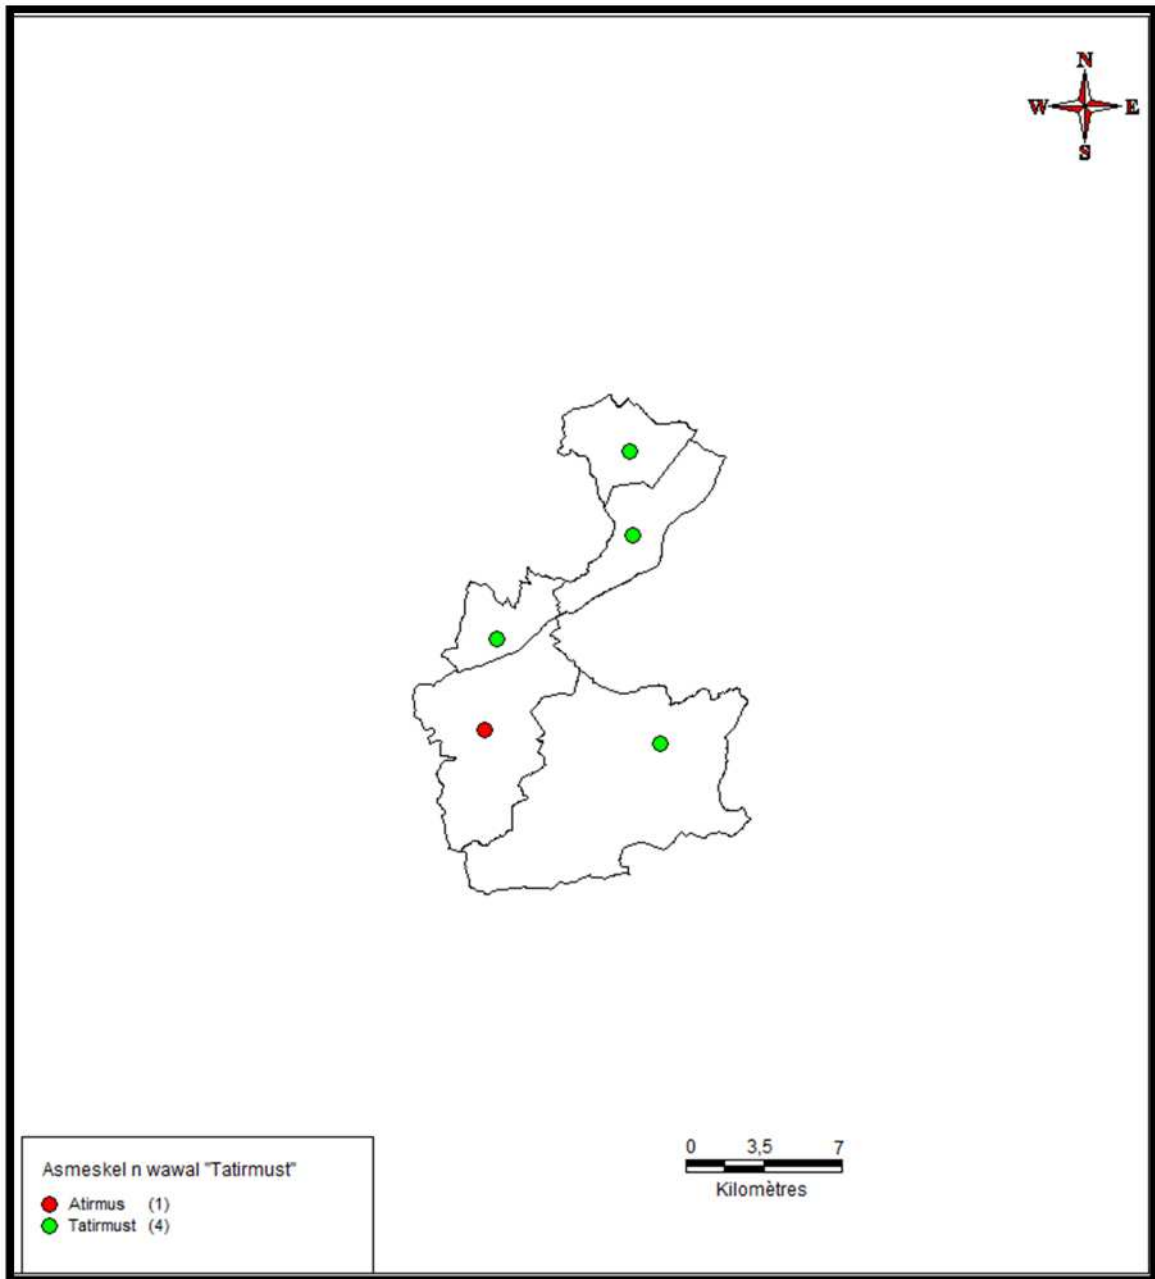 N
W E
S
Asmeskel n wawal "Tatirmust"
Atirmus (1)
Tatirmust (4)
0 3,5 7
Kilomètres